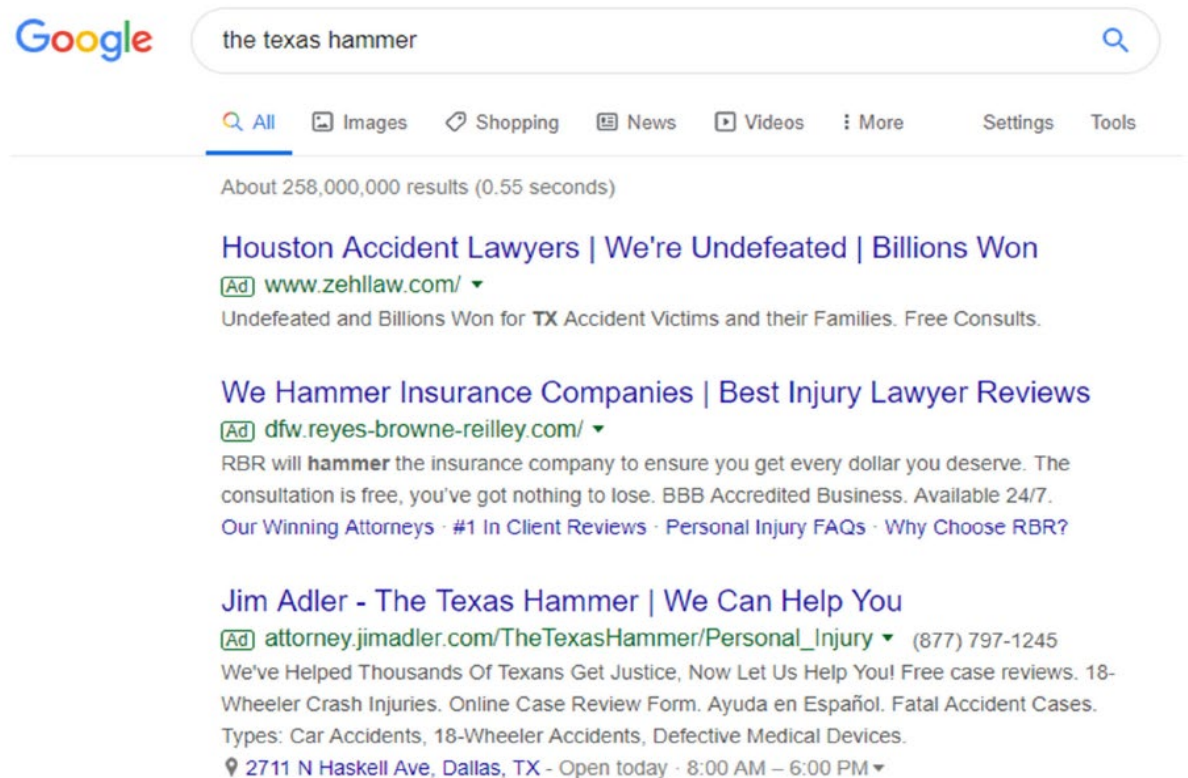 Google
the texas hammer
All Images Shopping News Videos More Settings Tools
About 258,000,000 results (0.55 seconds)
Houston Accident Lawyers | We're Undefeated | Billions Won
Ad www.zehllaw.com/
Undefeated and Billions Won for TX Accident Victims and their Families. Free Consults.
We Hammer Insurance Companies | Best Injury Lawyer Reviews
Ad dfw.reyes-browne-reilley.com/
RBR will hammer the insurance company to ensure you get every dollar you deserve. The
consultation is free, you've got nothing to lose. BBB Accredited Business. Available 24/7.
Our Winning Attorneys · #1 In Client Reviews · Personal Injury FAQs · Why Choose RBR?
Jim Adler - The Texas Hammer | We Can Help You
Ad attorney.jimadler.com/TheTexasHammer/Personal_Injury (877) 797-1245
We've Helped Thousands Of Texans Get Justice, Now Let Us Help You! Free case reviews. 18-
Wheeler Crash Injuries. Online Case Review Form. Ayuda en Español. Fatal Accident Cases.
Types: Car Accidents, 18-Wheeler Accidents, Defective Medical Devices.
2711 N Haskell Ave, Dallas, TX - Open today · 8:00 AM – 6:00 PM